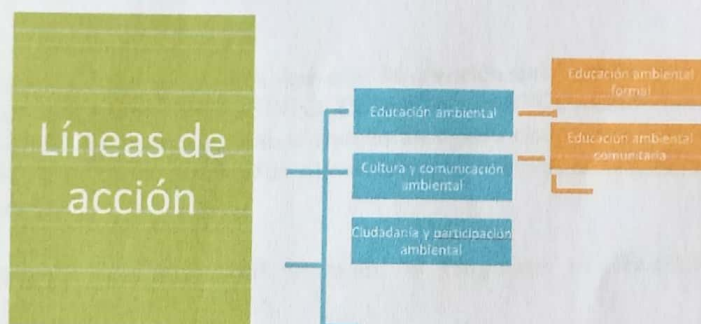 Líneas de
acción
Educación ambiental
Cultura y comunicación
ambiental
Ciudadanía y participación
ambiental
Educación ambiental
formal
Educación ambiental
comunitaria